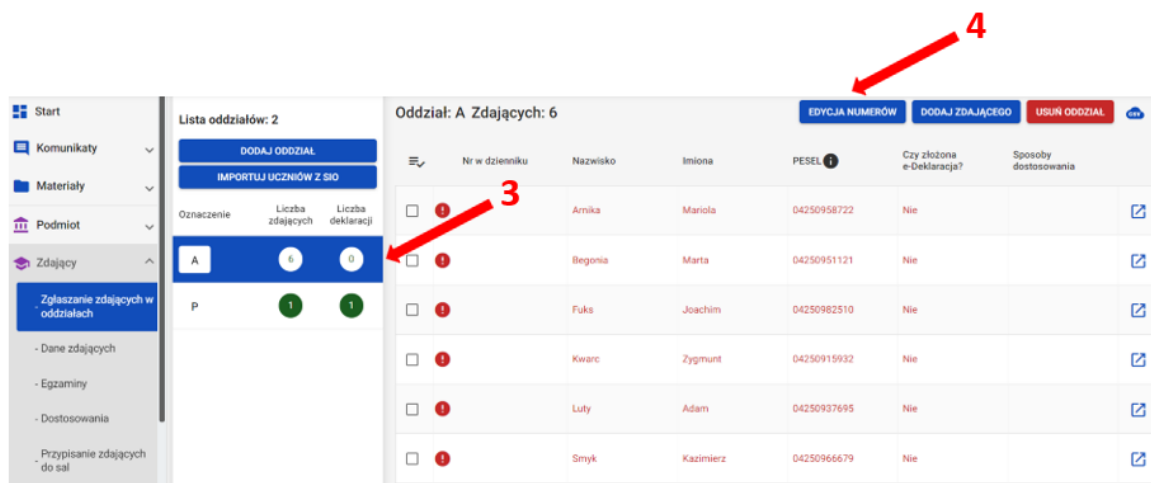 4
Start
Komunikaty
Materiały
Podmiot
Zdający
- Zgłaszanie zdających w
oddziałach
- Dane zdających
- Egzaminy
- Dostosowania
- Przypisanie zdających
do sal
Lista oddziałów: 2
DODAJ ODDZIAŁ
IMPORTUJ UCZNIÓW Z SIO
Oznaczenie Liczba zdających Liczba deklaracji
A 6 0
P 1 1
3
Oddział: A Zdających: 6
EDYCJA NUMERÓW DODAJ ZDAJĄCEGO USUŃ ODDZIAŁ CSV
Nr w dzienniku Nazwisko Imiona PESEL Czy złożona e-Deklaracja? Sposoby dostosowania
Arnika Mariola 04250958722 Nie
Begonia Marta 04250951121 Nie
Fuks Joachim 04250982510 Nie
Kwarc Zygmunt 04250915932 Nie
Luty Adam 04250937695 Nie
Smyk Kazimierz 04250966679 Nie